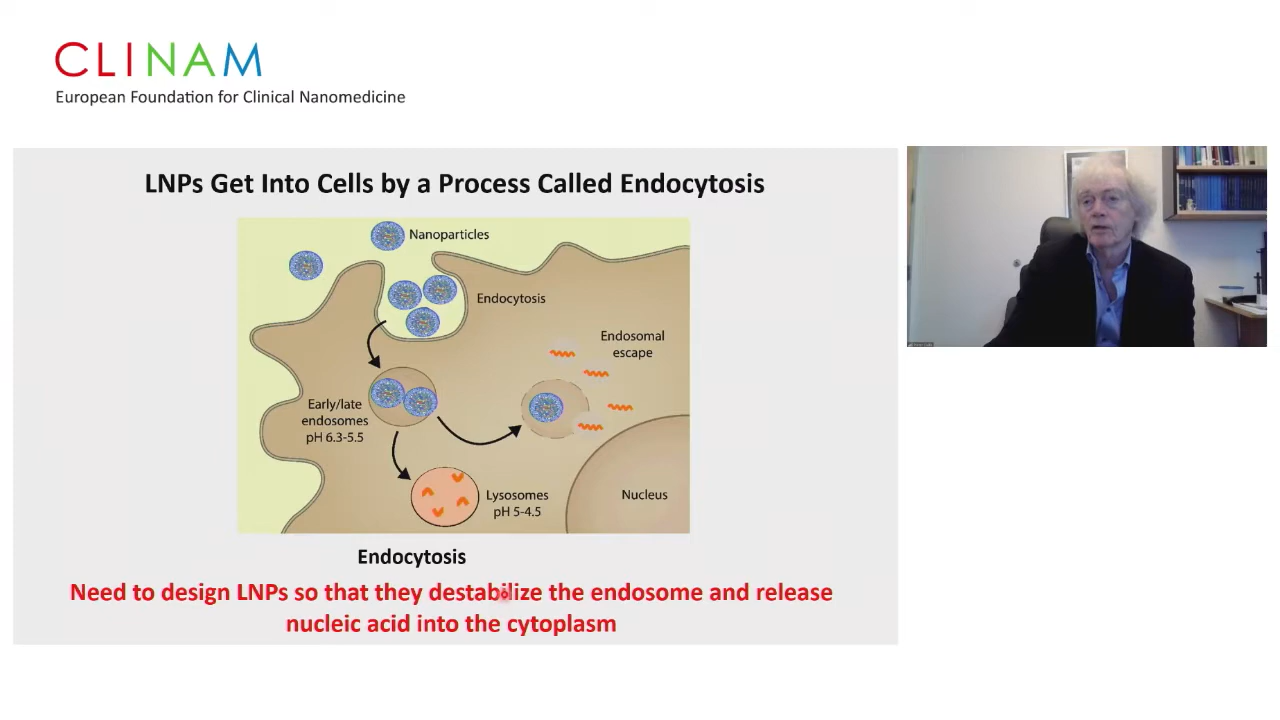 CLINAM
European Foundation for Clinical Nanomedicine
LNPs Get Into Cells by a Process Called Endocytosis
Nanoparticles
Endocytosis
Endosomal
escape
Early/late
endosomes
pH 6.3-5.5
Lysosomes
pH 5-4.5
Nucleus
Endocytosis
Need to design LNPs so that they destabilize the endosome and release
nucleic acid into the cytoplasm